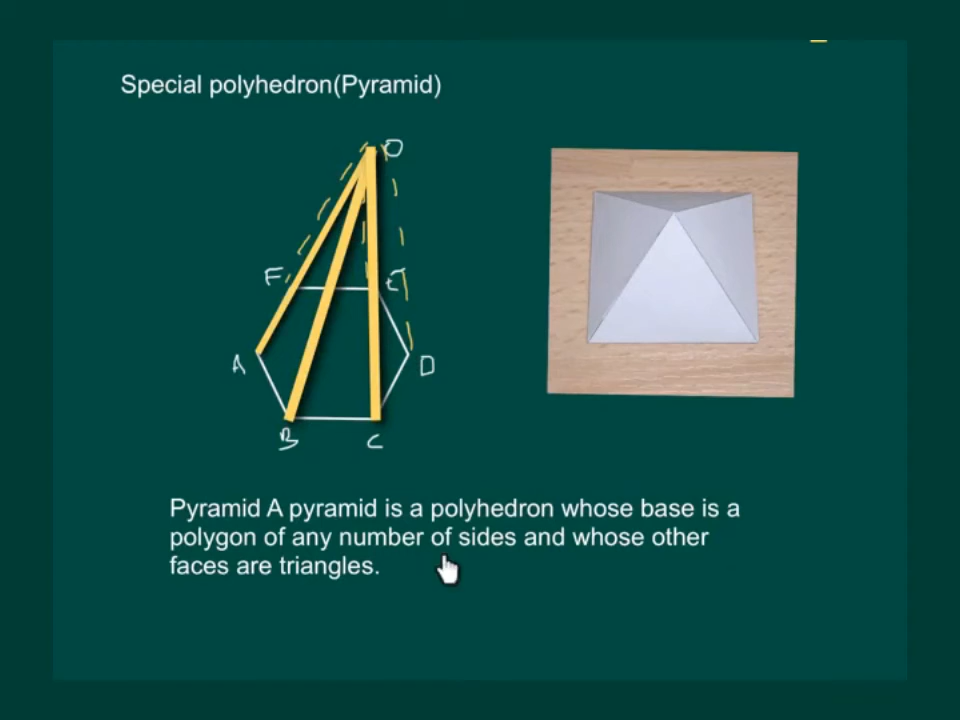 Special polyhedron(Pyramid)
O
F E
A D
B C
Pyramid A pyramid is a polyhedron whose base is a
polygon of any number of sides and whose other
faces are triangles.